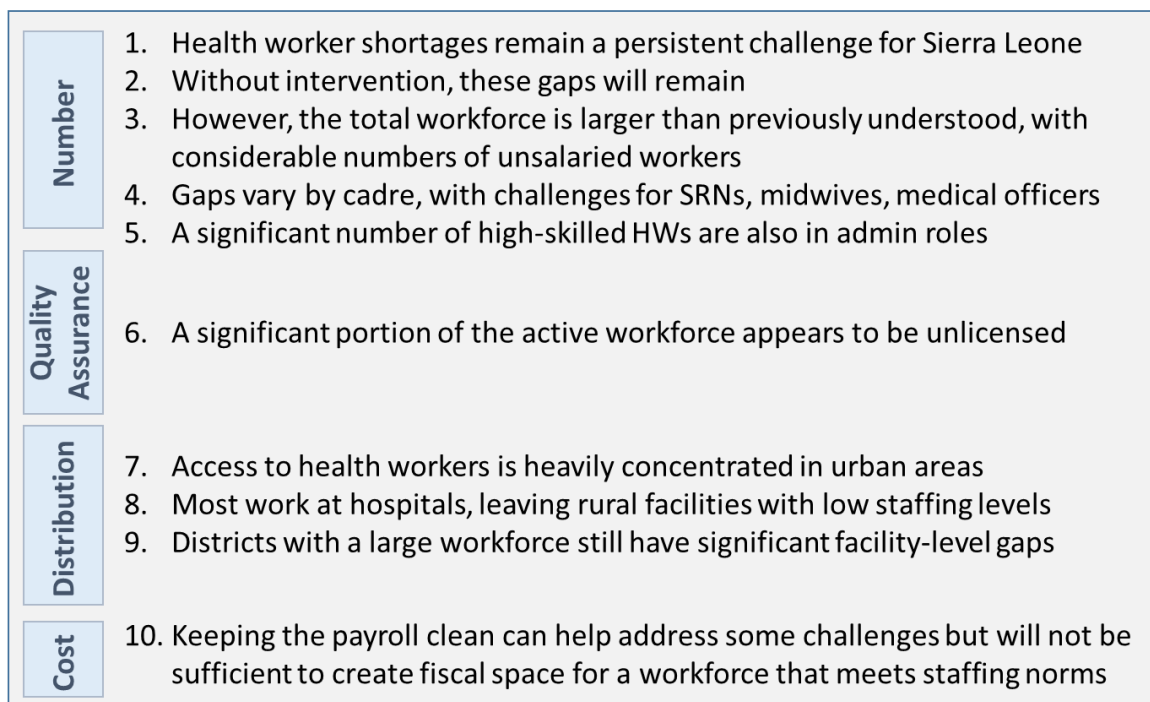 Number
1. Health worker shortages remain a persistent challenge for Sierra Leone
2. Without intervention, these gaps will remain
3. However, the total workforce is larger than previously understood, with
considerable numbers of unsalaried workers
4. Gaps vary by cadre, with challenges for SRNs, midwives, medical officers
5. A significant number of high-skilled HWs are also in admin roles
Quality
Assurance
6. A significant portion of the active workforce appears to be unlicensed
Distribution
7. Access to health workers is heavily concentrated in urban areas
8. Most work at hospitals, leaving rural facilities with low staffing levels
9. Districts with a large workforce still have significant facility-level gaps
Cost
10. Keeping the payroll clean can help address some challenges but will not be
sufficient to create fiscal space for a workforce that meets staffing norms